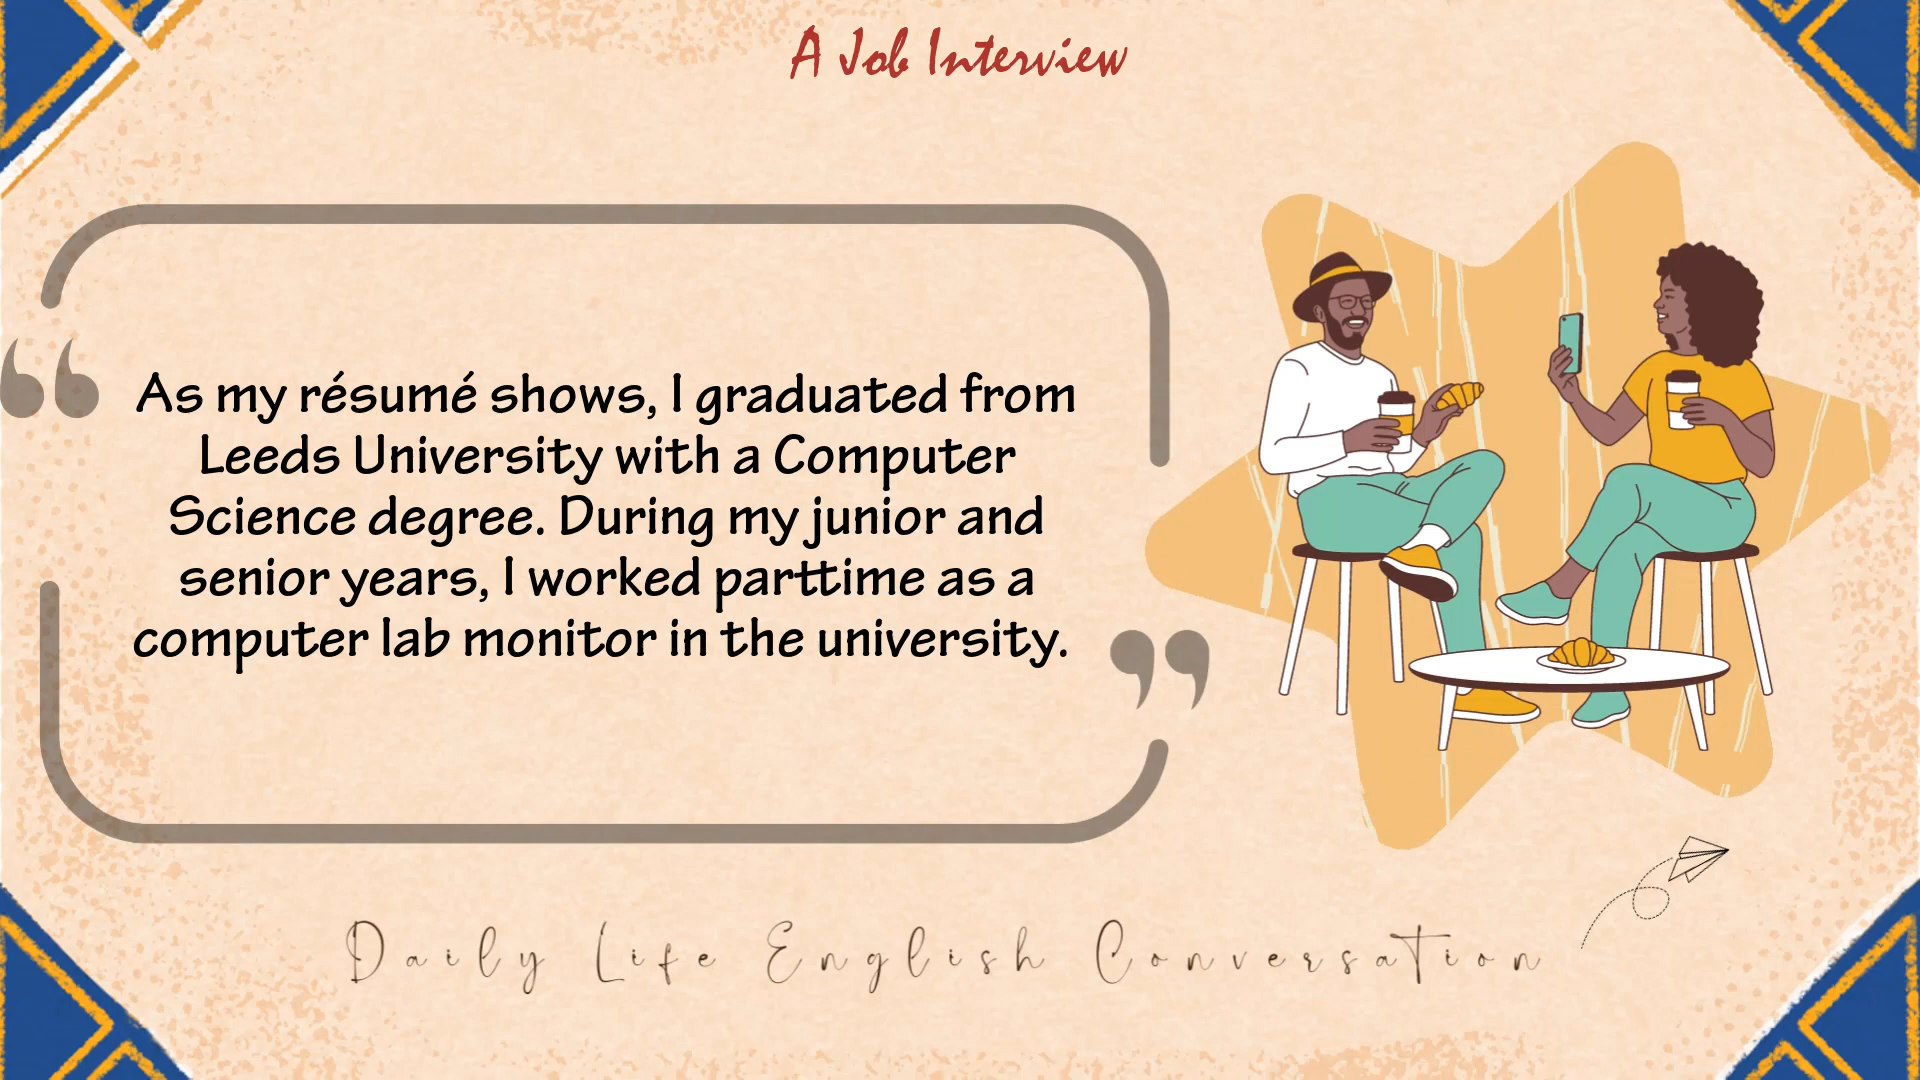 A Job Interview
As my résumé shows, I graduated from
Leeds University with a Computer
Science degree. During my junior and
senior years, I worked parttime as a
computer lab monitor in the university.
Daily Life English Conversation